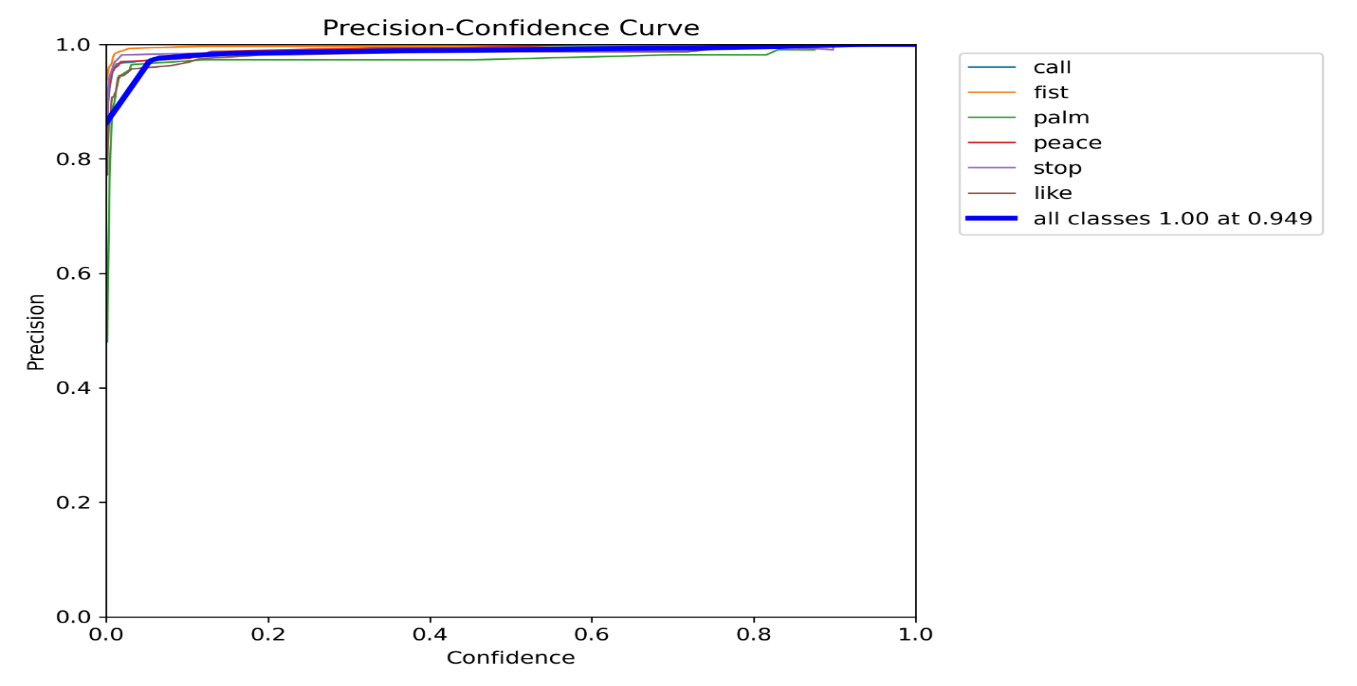 Precision-Confidence Curve
1.0
0.8
0.6
0.4
0.2
0.0
Precision
0.0 0.2 0.4 0.6 0.8 1.0
Confidence
call
fist
palm
peace
stop
like
all classes 1.00 at 0.949